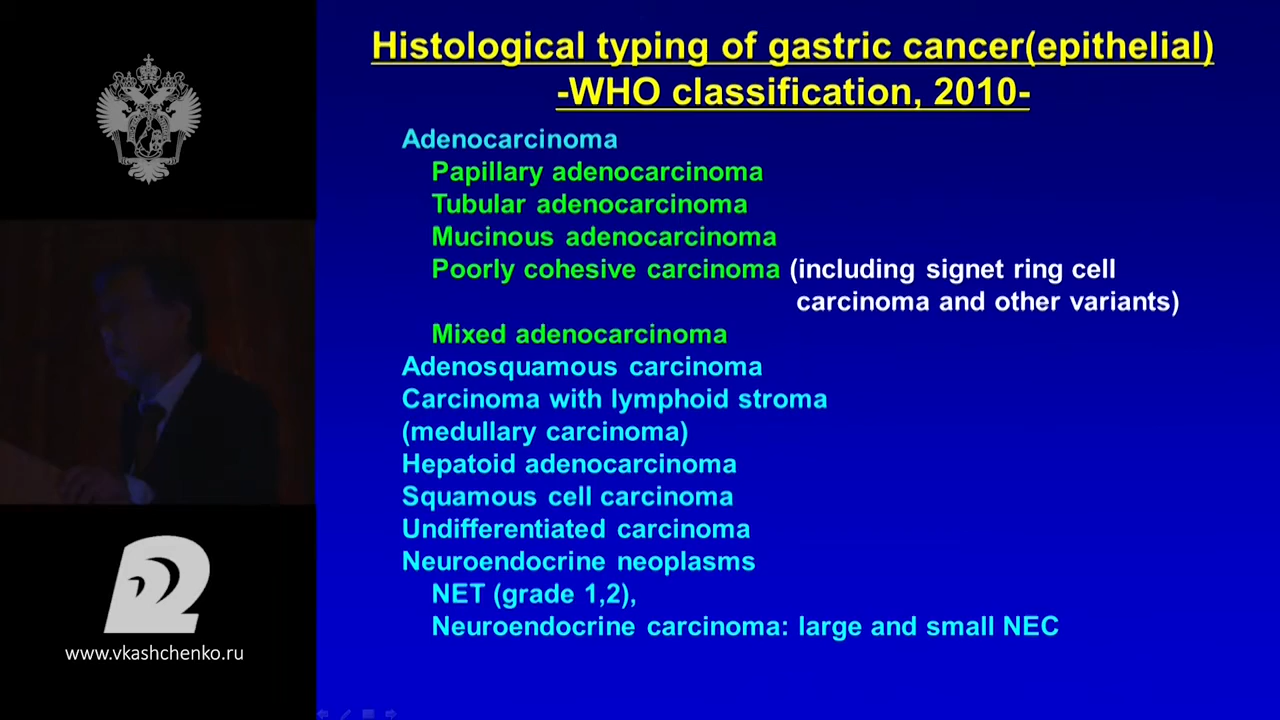 Histological typing of gastric cancer(epithelial)
-WHO classification, 2010-
Adenocarcinoma
Papillary adenocarcinoma
Tubular adenocarcinoma
Mucinous adenocarcinoma
Poorly cohesive carcinoma (including signet ring cell
carcinoma and other variants)
Mixed adenocarcinoma
Adenosquamous carcinoma
Carcinoma with lymphoid stroma
(medullary carcinoma)
Hepatoid adenocarcinoma
Squamous cell carcinoma
Undifferentiated carcinoma
Neuroendocrine neoplasms
NET (grade 1,2),
Neuroendocrine carcinoma: large and small NEC
www.vkashchenko.ru